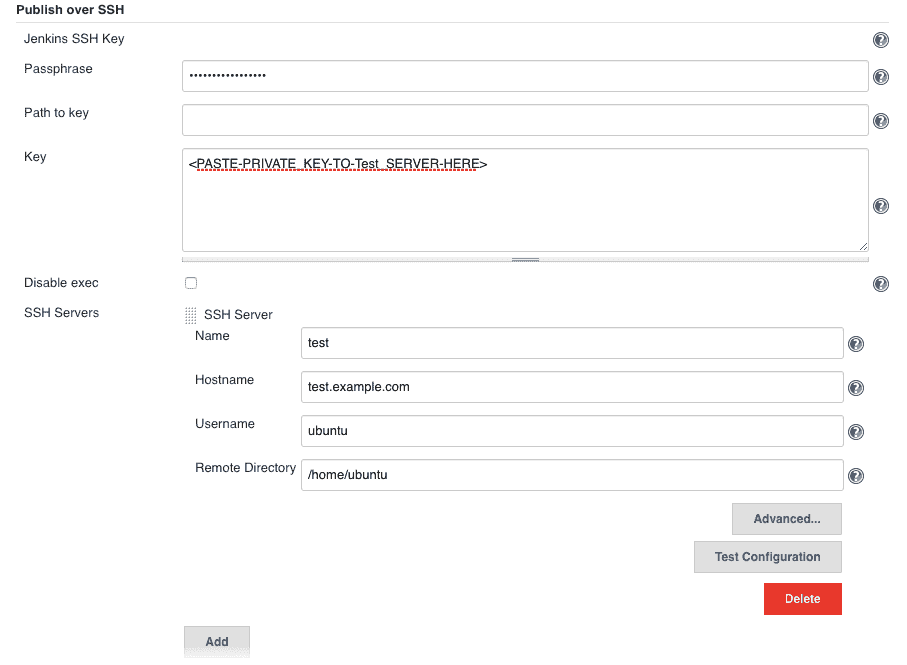 Publish over SSH
Jenkins SSH Key
Passphrase
•••••••••••••••••
Path to key
Key
<PASTE-PRIVATE_KEY-TO-Test_SERVER-HERE>
Disable exec
SSH Servers
SSH Server
Name
test
Hostname
test.example.com
Username
ubuntu
Remote Directory
/home/ubuntu
Advanced...
Test Configuration
Delete
Add